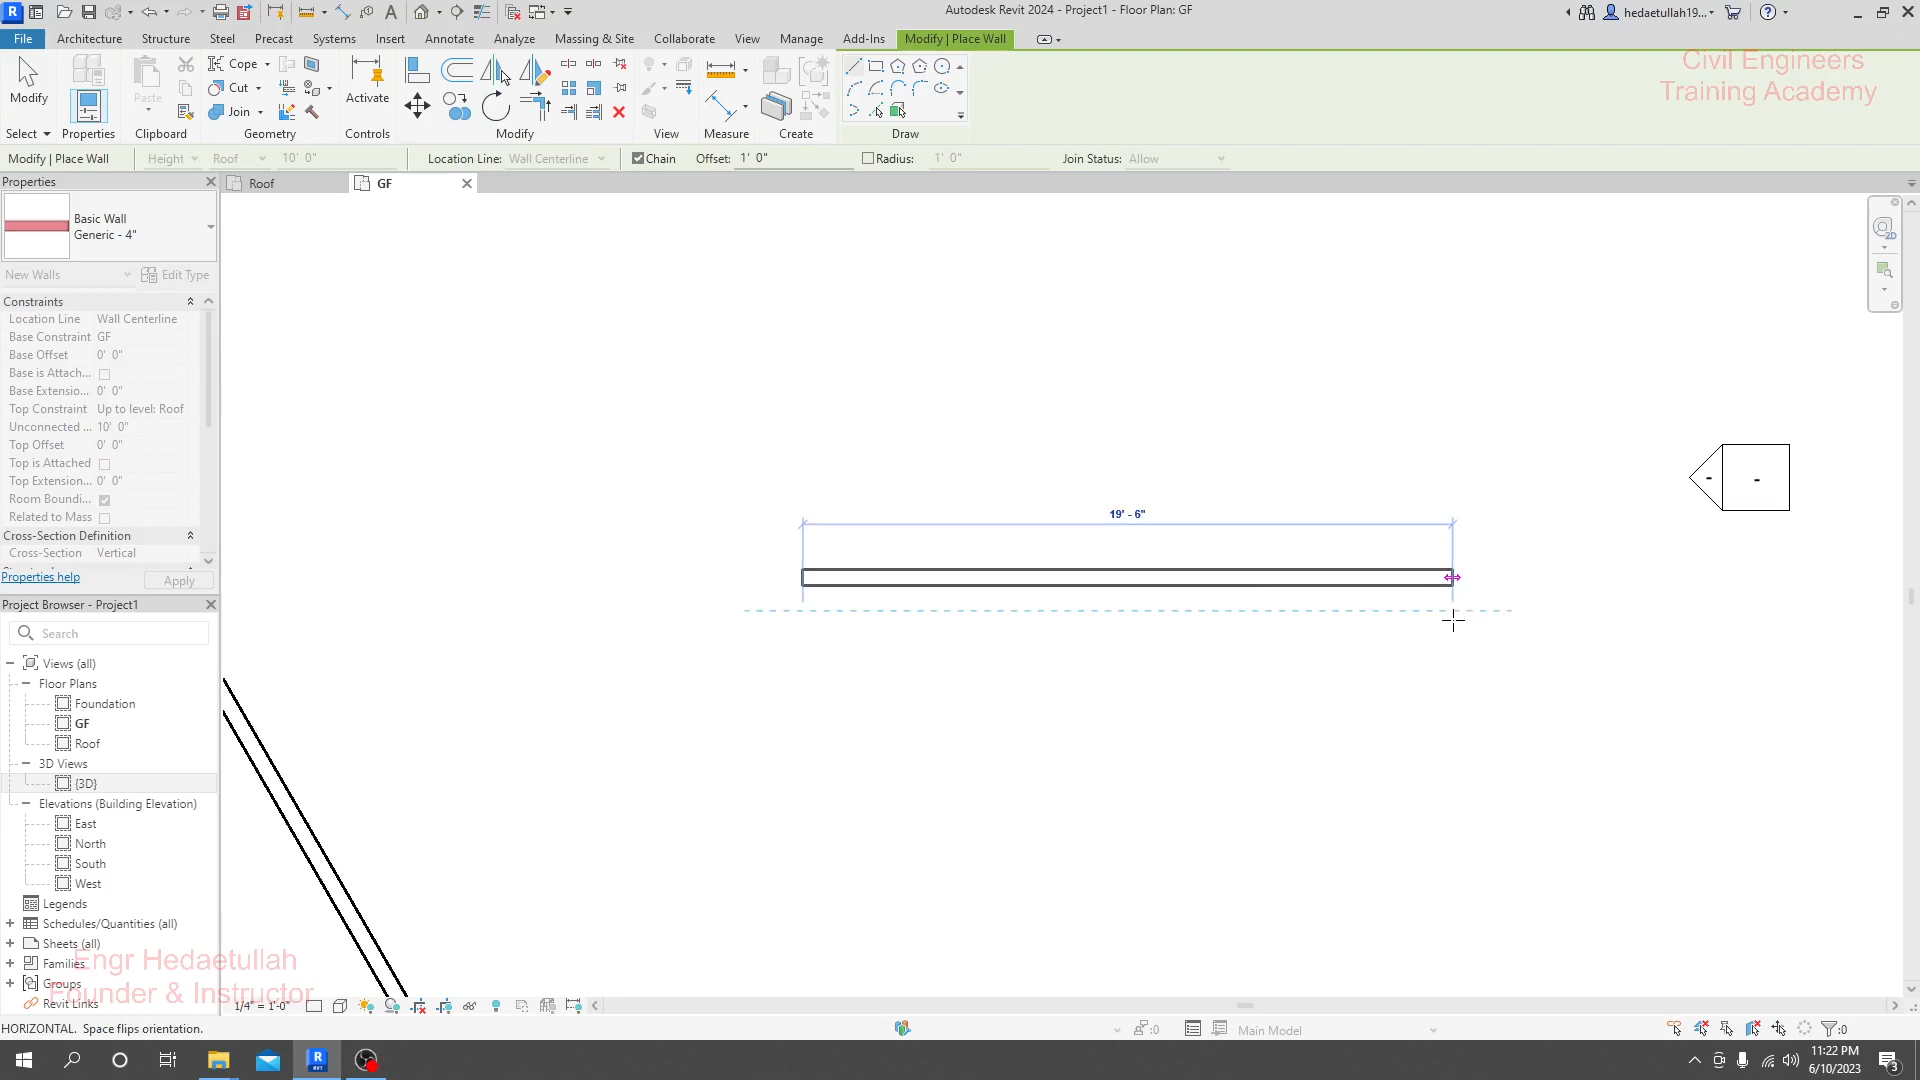 Autodesk Revit 2024 - Project1 - Floor Plan: GF
hedaetullah19...
File Architecture Structure Steel Precast Systems Insert Annotate Analyze Massing & Site Collaborate View Manage Add-Ins Modify | Place Wall
Civil Engineers
Training Academy
Modify
Paste
Cope
Cut
Join
Activate
Select Properties Clipboard Geometry Controls Modify View Measure Create Draw
Modify | Place Wall Height Roof 10' 0" Location Line: Wall Centerline Chain Offset: 1' 0" Radius: 1' 0" Join Status: Allow
Properties
Roof
GF
Basic Wall
Generic - 4"
New Walls
Edit Type
Constraints
Location Line Wall Centerline
Base Constraint GF
Base Offset 0' 0"
Base is Attach...
Base Extensio... 0' 0"
Top Constraint Up to level: Roof
Unconnected ... 10' 0"
Top Offset 0' 0"
Top is Attached
Top Extension... 0' 0"
Room Boundi...
Related to Mass
Cross-Section Definition
Cross-Section Vertical
Properties help
Apply
19' - 6"
- -
2D
Project Browser - Project1
Search
Views (all)
Floor Plans
Foundation
GF
Roof
3D Views
{3D}
Elevations (Building Elevation)
East
North
South
West
Legends
Schedules/Quantities (all)
Sheets (all)
Families
Groups
Revit Links
Engr Hedaetullah
Founder & Instructor
1/4" = 1'-0"
HORIZONTAL. Space flips orientation.
:0
Main Model
:0
11:22 PM
6/10/2023
3